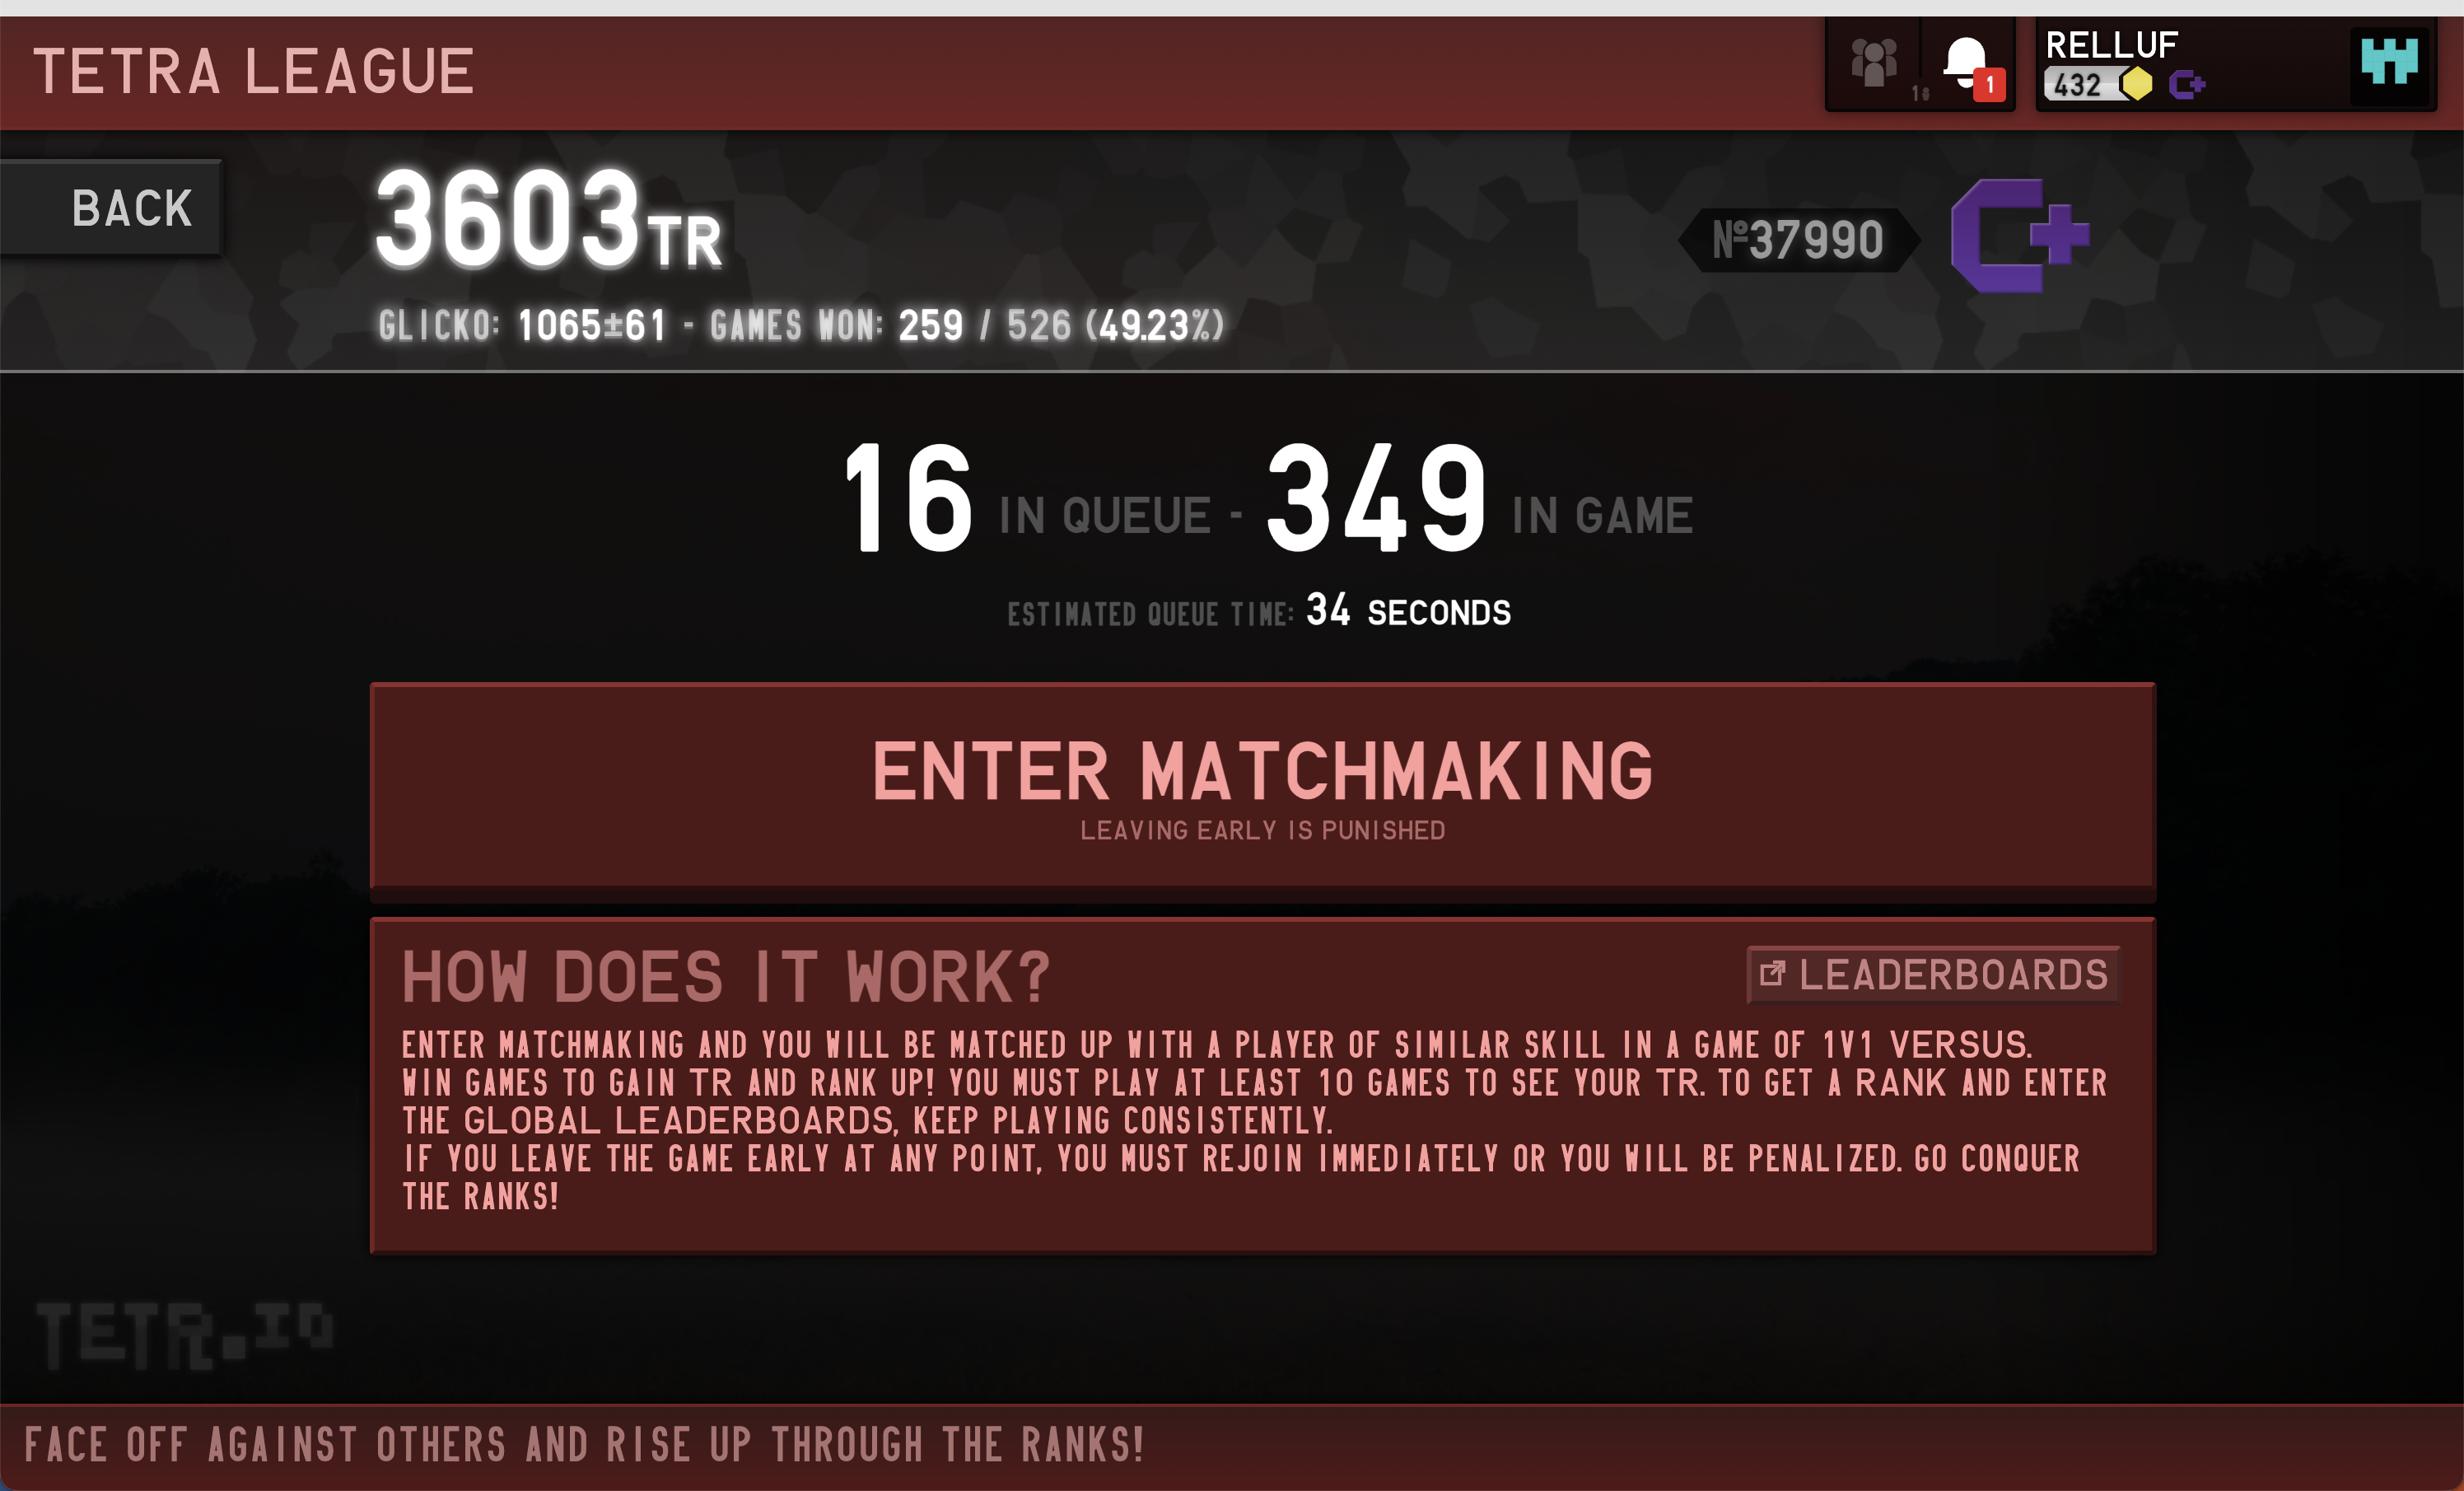 TETRA LEAGUE
1
RELLUF
432
BACK
3603TR
№37990
C+
GLICKO: 1065±61 - GAMES WON: 259 / 526 (49.23%)
16 IN QUEUE - 349 IN GAME
ESTIMATED QUEUE TIME: 34 SECONDS
ENTER MATCHMAKING
LEAVING EARLY IS PUNISHED
HOW DOES IT WORK?
LEADERBOARDS
ENTER MATCHMAKING AND YOU WILL BE MATCHED UP WITH A PLAYER OF SIMILAR SKILL IN A GAME OF 1V1 VERSUS.
WIN GAMES TO GAIN TR AND RANK UP! YOU MUST PLAY AT LEAST 10 GAMES TO SEE YOUR TR. TO GET A RANK AND ENTER
THE GLOBAL LEADERBOARDS, KEEP PLAYING CONSISTENTLY.
IF YOU LEAVE THE GAME EARLY AT ANY POINT, YOU MUST REJOIN IMMEDIATELY OR YOU WILL BE PENALIZED. GO CONQUER
THE RANKS!
TETR.IO
FACE OFF AGAINST OTHERS AND RISE UP THROUGH THE RANKS!